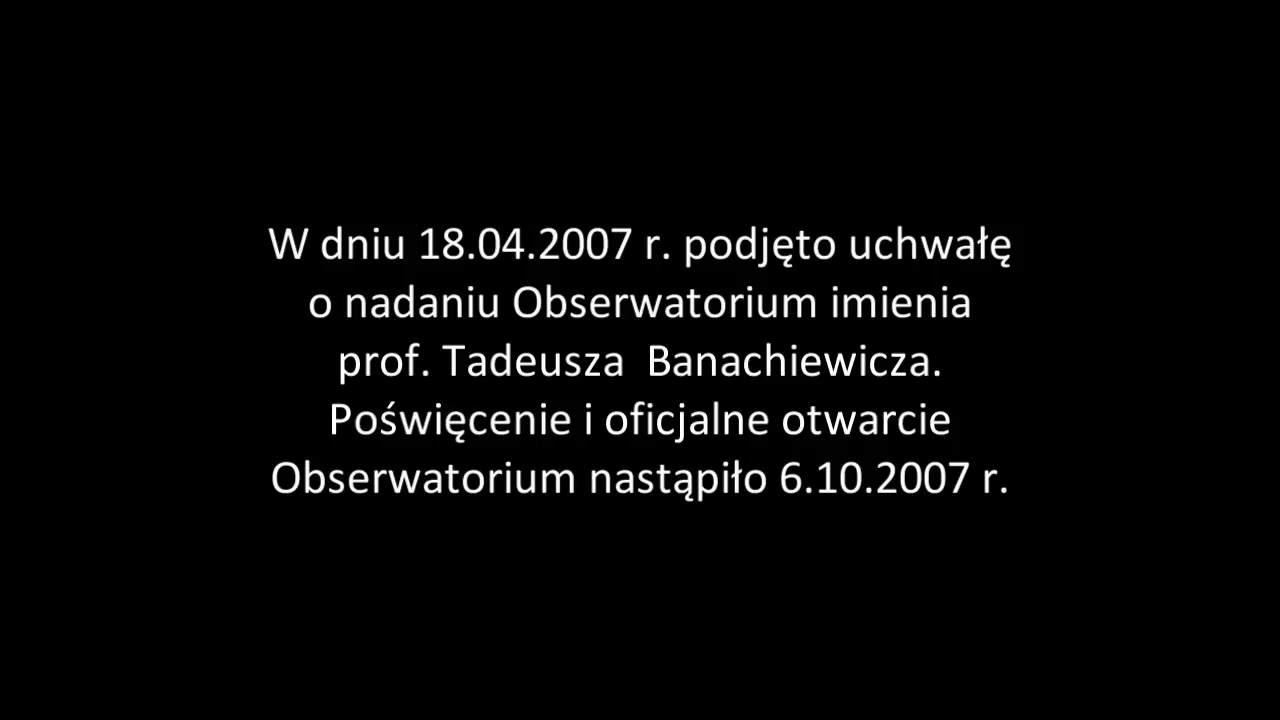 W dniu 18.04.2007 r. podjęto uchwałę
o nadaniu Obserwatorium imienia
prof. Tadeusza  Banachiewicza.
Poświęcenie i oficjalne otwarcie
Obserwatorium nastąpiło 6.10.2007 r.